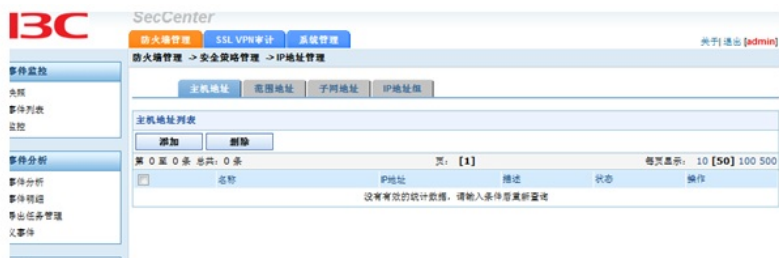 H3C
SecCenter
防火墙管理 SSL VPN审计 系统管理
关于| 退出 [admin]
防火墙管理 -> 安全策略管理 -> IP地址管理
事件监控
快照
事件列表
监控
主机地址 范围地址 子网地址 IP地址组
主机地址列表
添加 删除
事件分析
第 0 至 0 条 总共: 0 条 页: [1] 每页显示: 10 [50] 100 500
事件分析
名称 IP地址 描述 状态 操作
事件明细
没有有效的统计数据，请输入条件后重新查询
导出任务管理
义事件